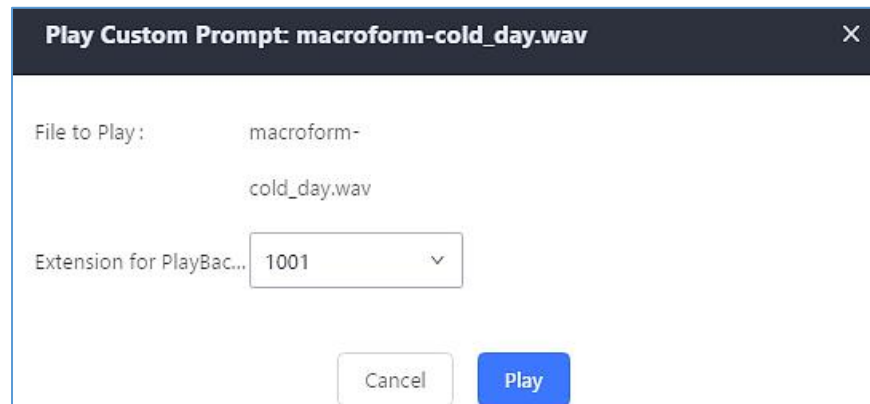 Play Custom Prompt: macroform-cold_day.wav
File to Play : macroform-
cold_day.wav
Extension for PlayBac... 1001
Cancel Play